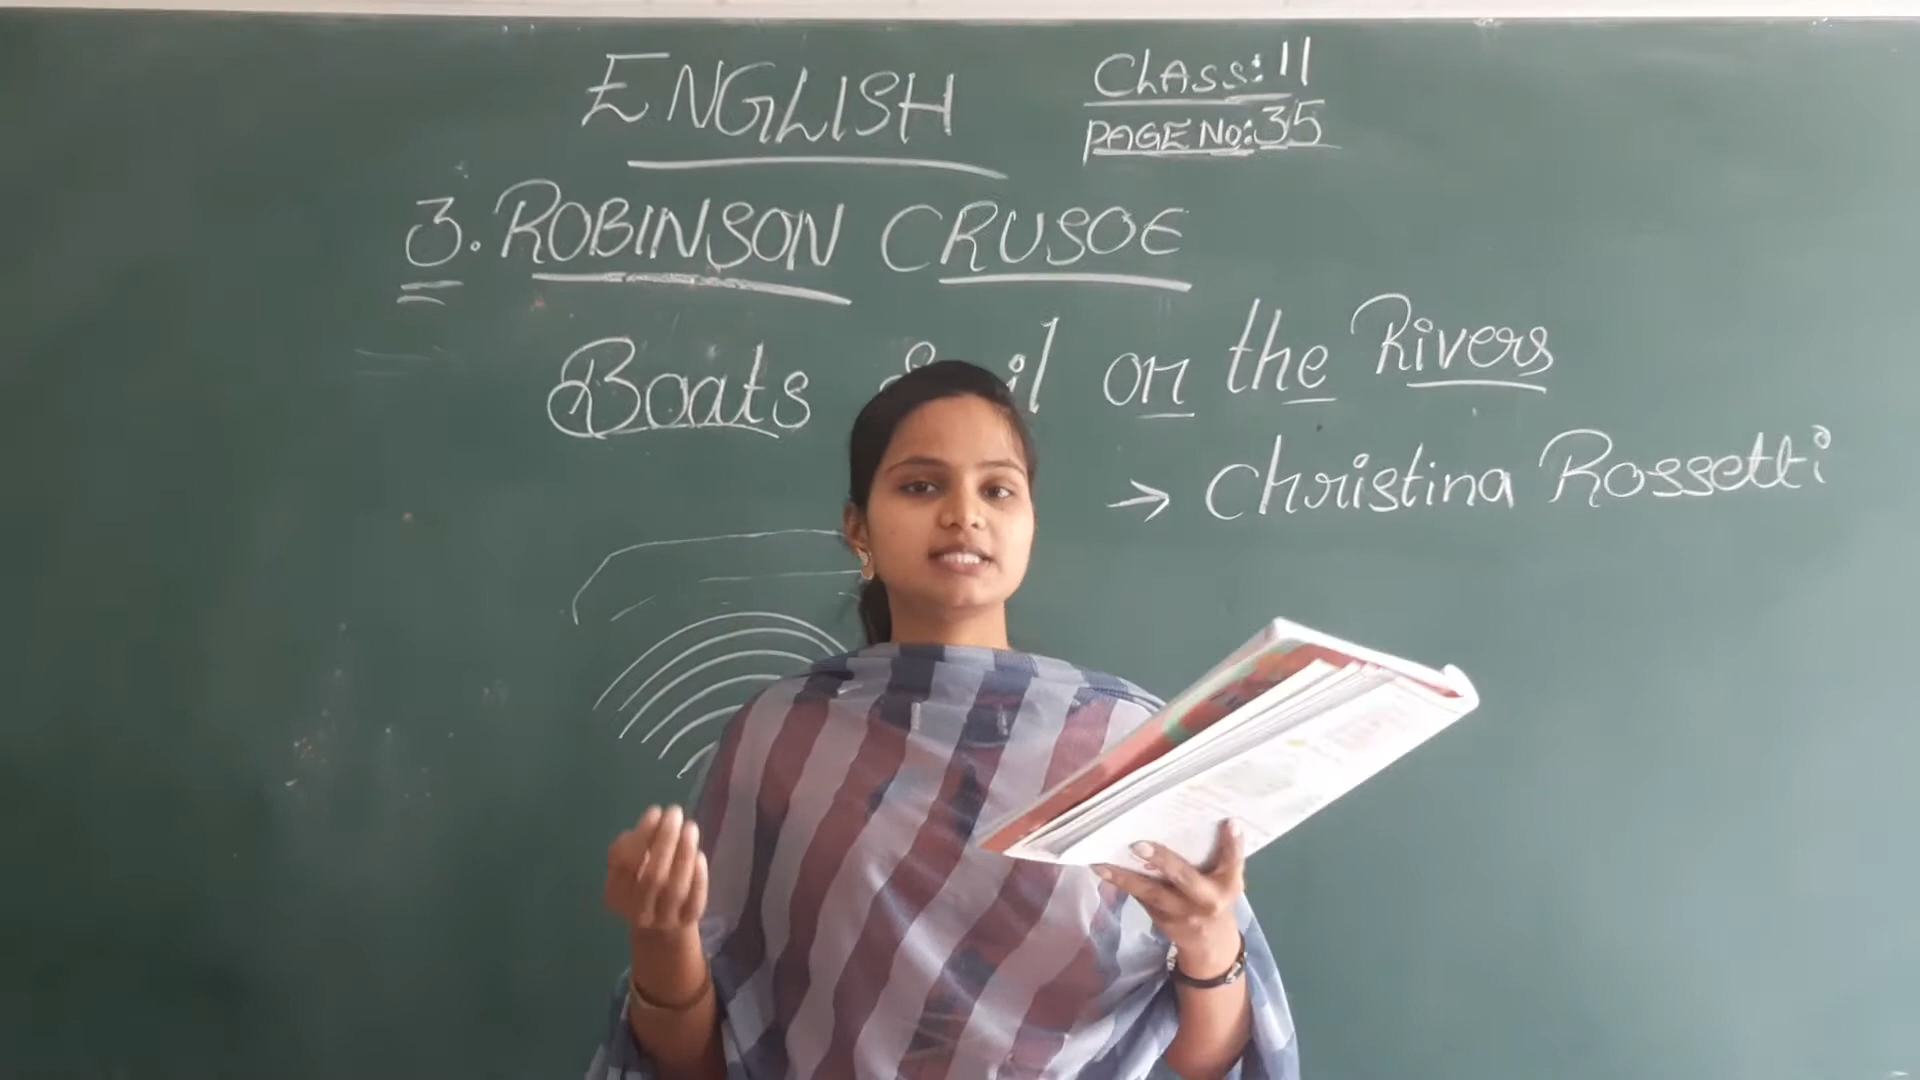 ENGLISH
CLASS: 11
PAGE NO: 35
3. ROBINSON CRUSOE
Boats Sail on the Rivers
→ Christina Rossetti